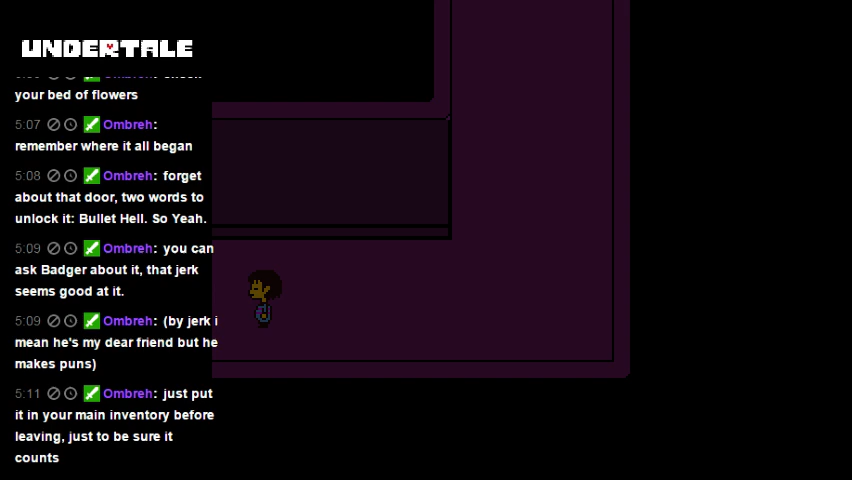 UNDERTALE
your bed of flowers
5:07 Ombreh:
remember where it all began
5:08 Ombreh: forget
about that door, two words to
unlock it: Bullet Hell. So Yeah.
5:09 Ombreh: you can
ask Badger about it, that jerk
seems good at it.
5:09 Ombreh: (by jerk i
mean he's my dear friend but he
makes puns)
5:11 Ombreh: just put
it in your main inventory before
leaving, just to be sure it
counts